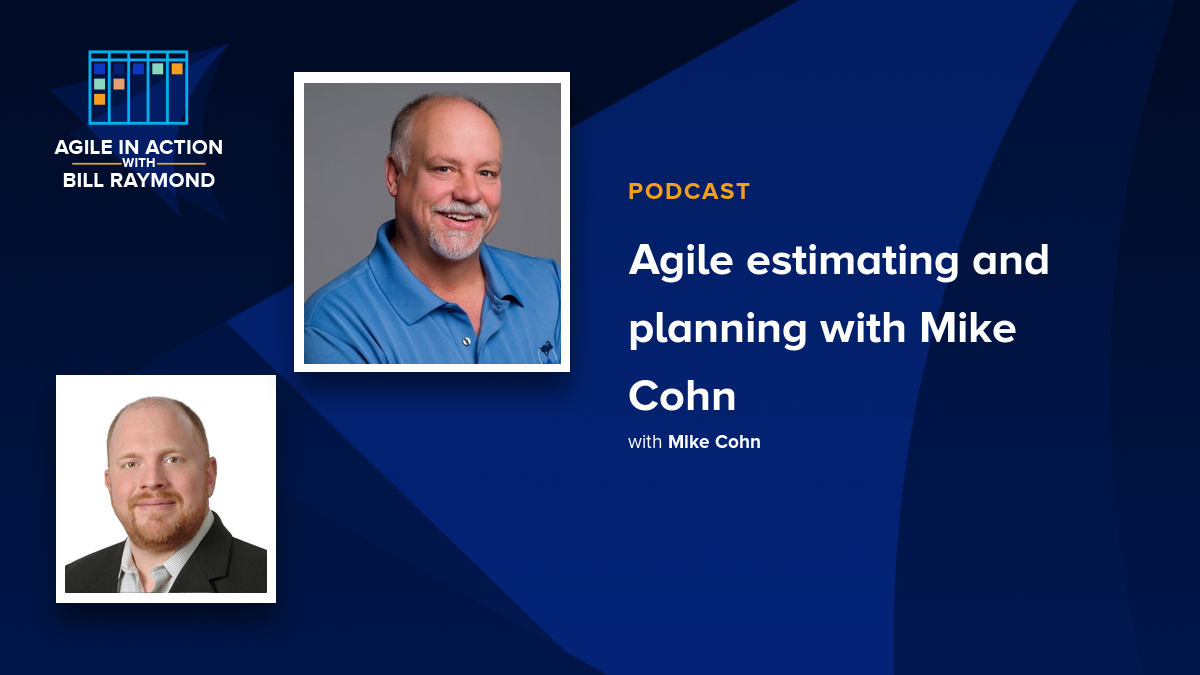 AGILE IN ACTION
WITH
BILL RAYMOND
PODCAST
Agile estimating and
planning with Mike
Cohn
with Mike Cohn